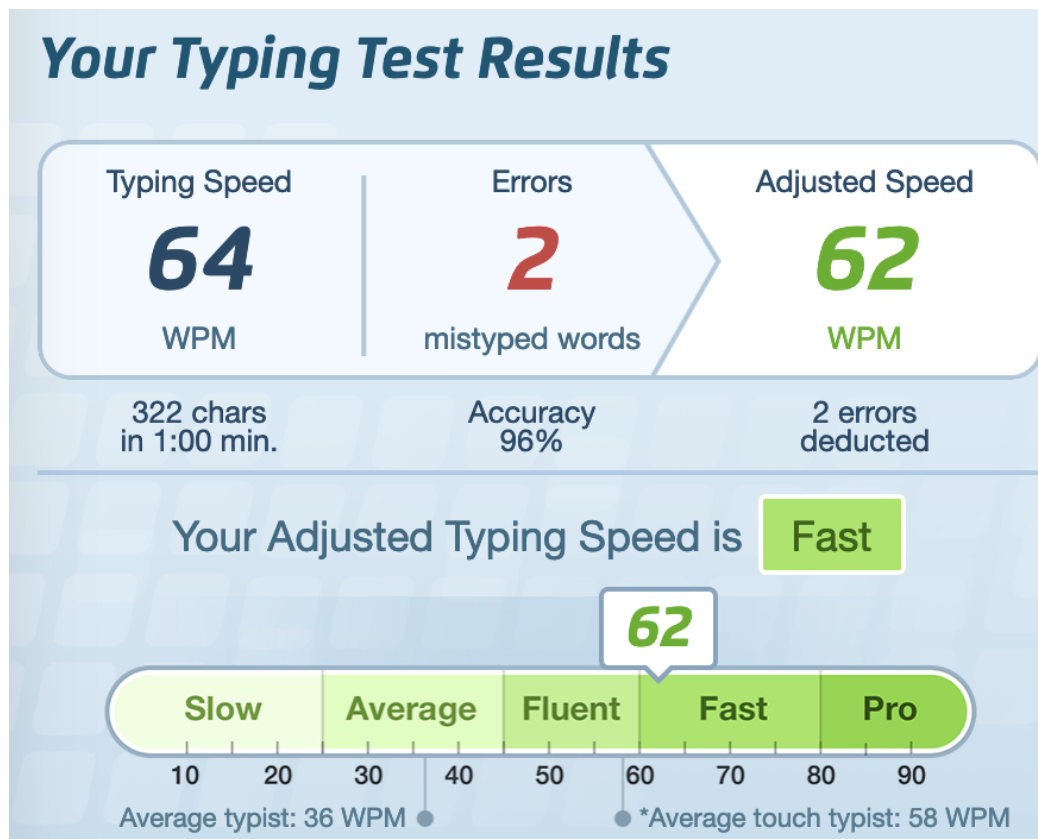 Your Typing Test Results
Typing Speed Errors Adjusted Speed
64 2 62
WPM mistyped words WPM
322 chars Accuracy 2 errors
in 1:00 min. 96% deducted
Your Adjusted Typing Speed is Fast
62
Slow Average Fluent Fast Pro
10 20 30 40 50 60 70 80 90
Average typist: 36 WPM *Average touch typist: 58 WPM